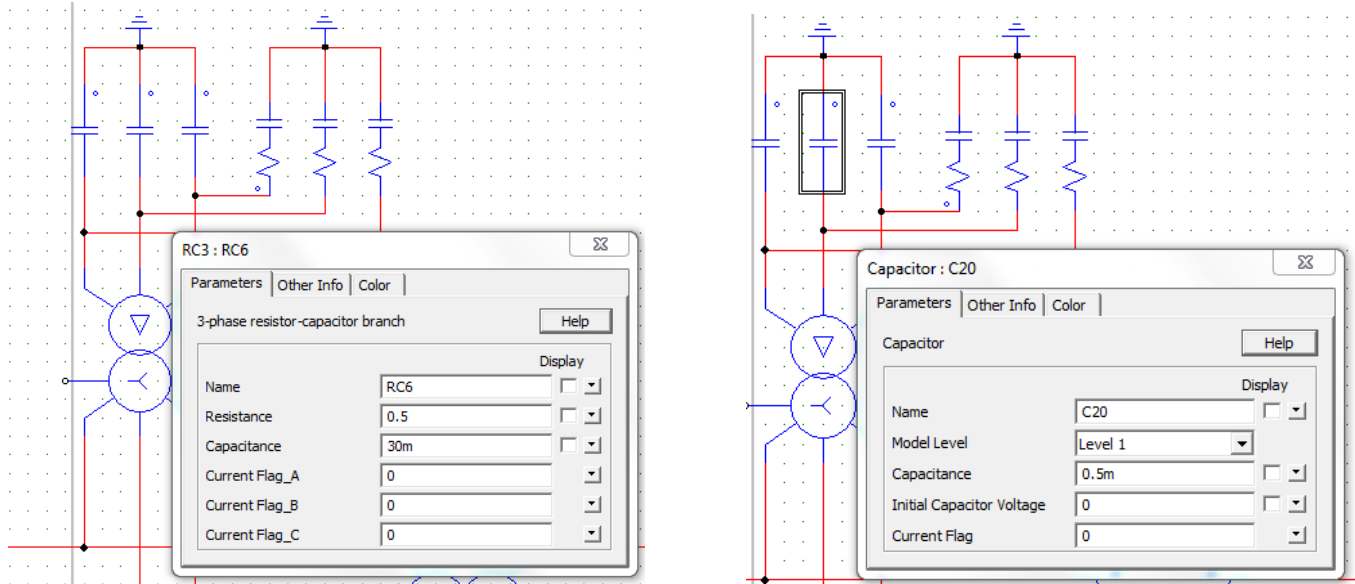 RC3 : RC6
Parameters Other Info Color
3-phase resistor-capacitor branch Help
Display
Name RC6
Resistance 0.5
Capacitance 30m
Current Flag_A 0
Current Flag_B 0
Current Flag_C 0
Capacitor : C20
Parameters Other Info Color
Capacitor Help
Display
Name C20
Model Level Level 1
Capacitance 0.5m
Initial Capacitor Voltage 0
Current Flag 0